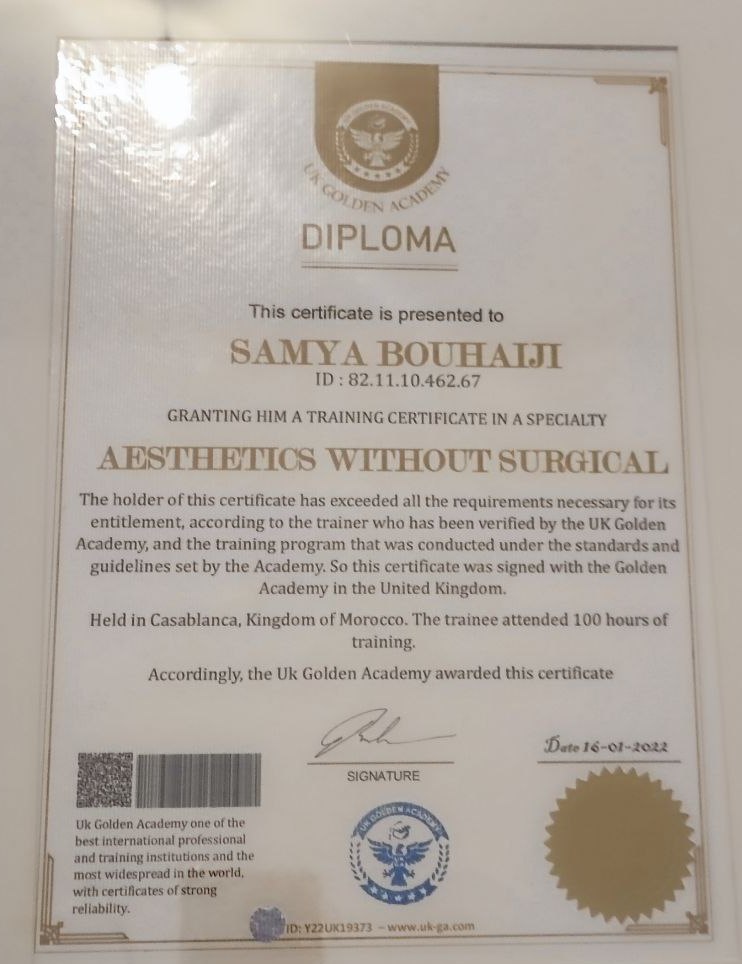 UK GOLDEN ACADEMY
UK GOLDEN ACADEMY
DIPLOMA
This certificate is presented to
SAMYA BOUHAIJI
ID : 82.11.10.462.67
GRANTING HIM A TRAINING CERTIFICATE IN A SPECIALTY
AESTHETICS WITHOUT SURGICAL
The holder of this certificate has exceeded all the requirements necessary for its
entitlement, according to the trainer who has been verified by the UK Golden
Academy, and the training program that was conducted under the standards and
guidelines set by the Academy. So this certificate was signed with the Golden
Academy in the United Kingdom.
Held in Casablanca, Kingdom of Morocco. The trainee attended 100 hours of
training.
Accordingly, the Uk Golden Academy awarded this certificate
SIGNATURE
Date 16-01-2022
Uk Golden Academy one of the
best international professional
and training institutions and the
most widespread in the world,
with certificates of strong
reliability.
UK GOLDEN ACADEMY
ID: Y22UK19373 – www.uk-ga.com